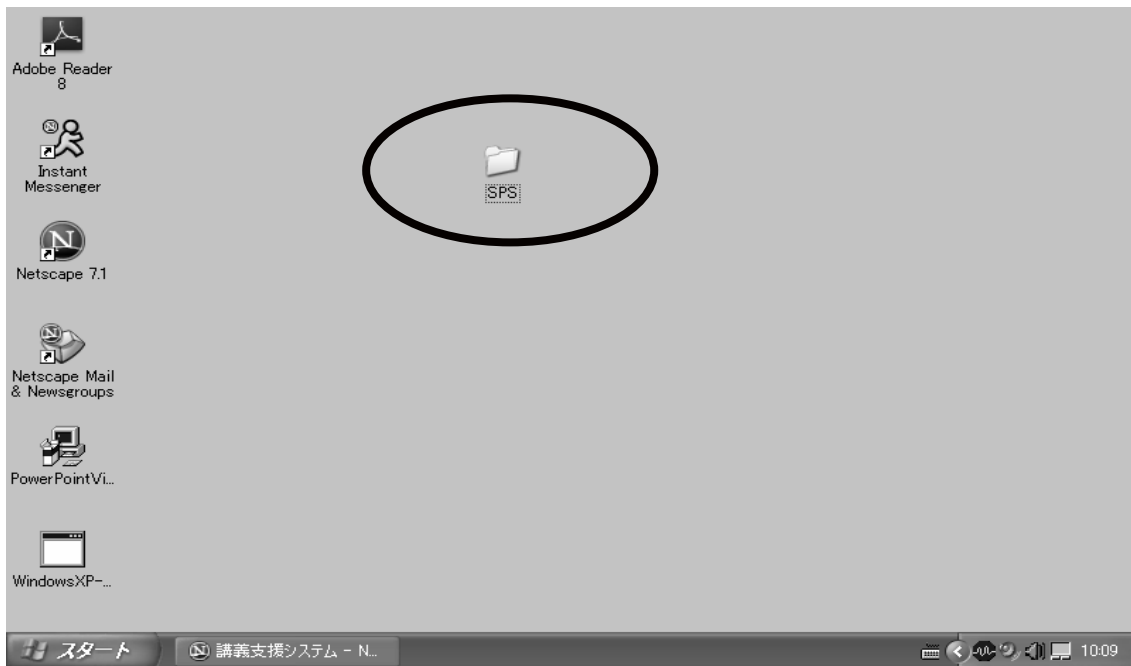 Adobe Reader
8
Instant
Messenger
SPS
Netscape 7.1
Netscape Mail
& Newsgroups
PowerPointVi...
WindowsXP-...
スタート
講義支援システム - N...
10:09